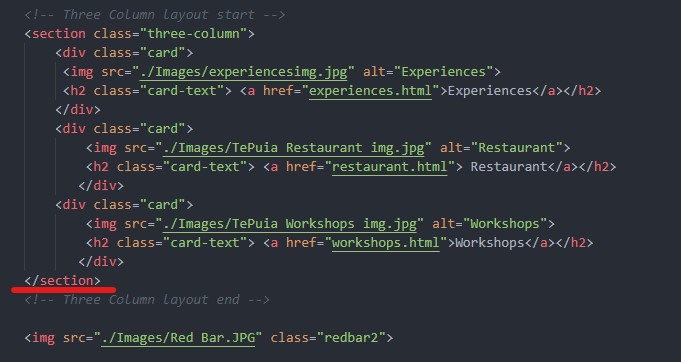 <!-- Three Column layout start -->
<section class="three-column">
<div class="card">
<img src="./Images/experiencesimg.jpg" alt="Experiences">
<h2 class="card-text"> <a href="experiences.html">Experiences</a></h2>
</div>
<div class="card">
<img src="./Images/TePuia Restaurant img.jpg" alt="Restaurant">
<h2 class="card-text"> <a href="restaurant.html"> Restaurant</a></h2>
</div>
<div class="card">
<img src="./Images/TePuia Workshops img.jpg" alt="Workshops">
<h2 class="card-text"> <a href="workshops.html">Workshops</a></h2>
</div>
</section>
<!-- Three Column Layout end -->
<img src="./Images/Red Bar.JPG" class="redbar2">